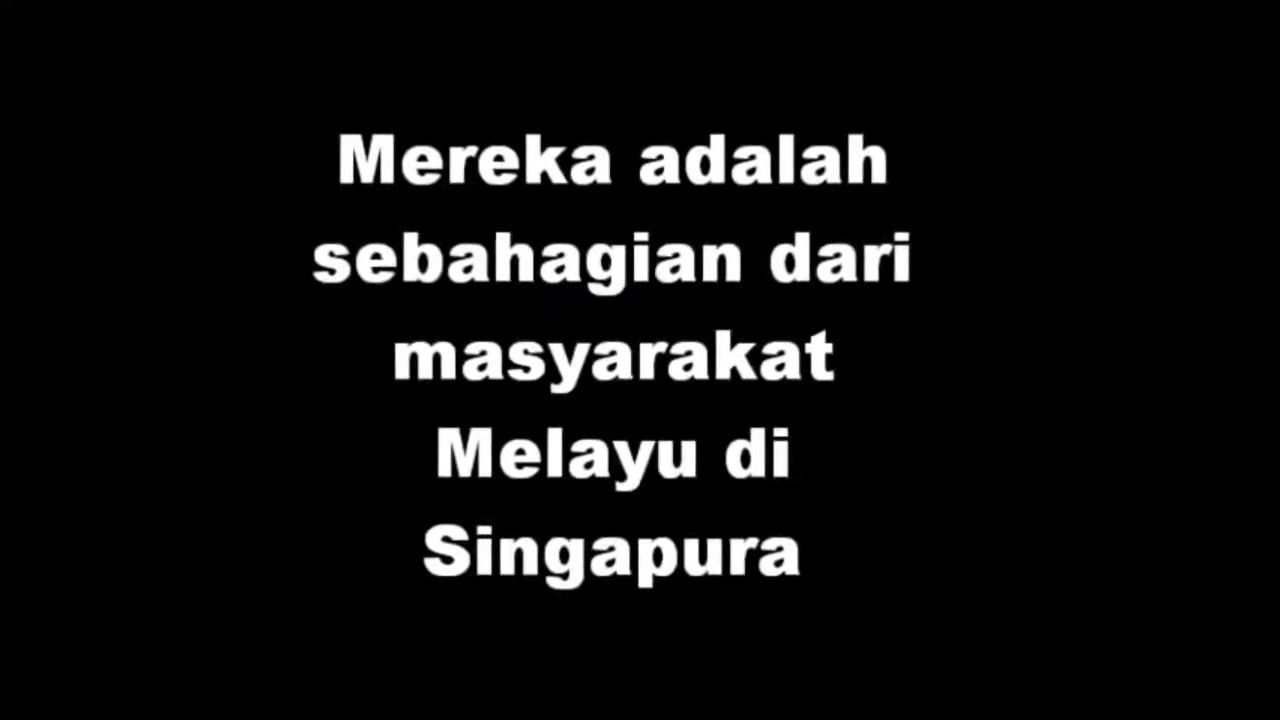 Mereka adalah
sebahagian dari
masyarakat
Melayu di
Singapura